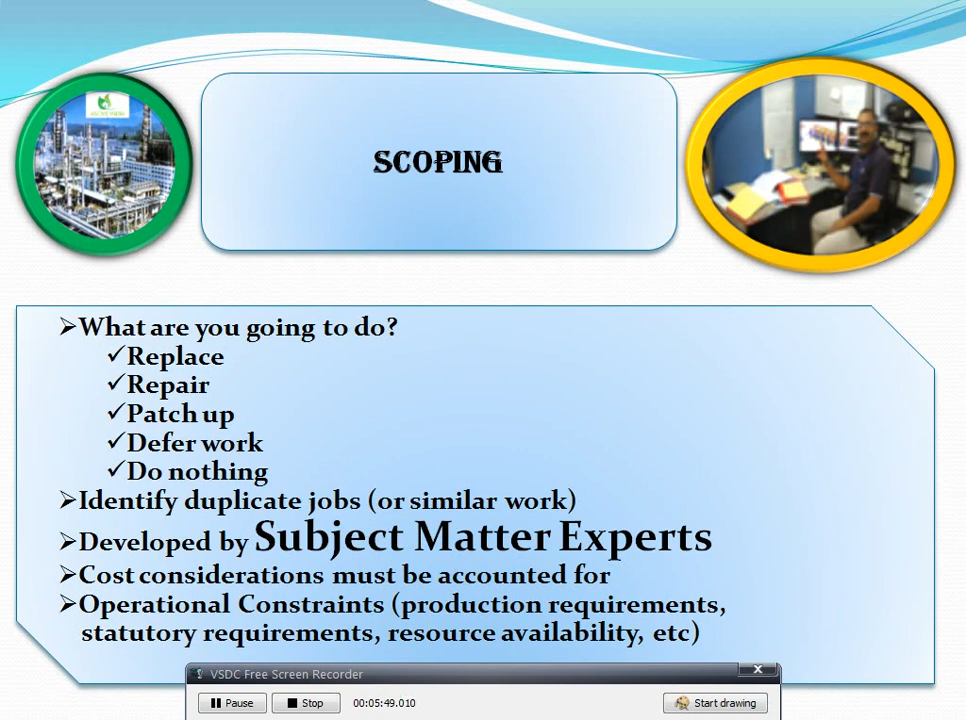 SCOPING
➢What are you going to do?
✓Replace
✓Repair
✓Patch up
✓Defer work
✓Do nothing
➢Identify duplicate jobs (or similar work)
➢Developed by Subject Matter Experts
➢Cost considerations must be accounted for
➢Operational Constraints (production requirements,
statutory requirements, resource availability, etc)
VSDC Free Screen Recorder
Pause
Stop
00:05:49.010
Start drawing